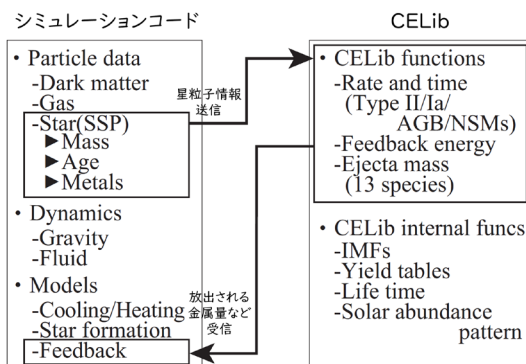 シミュレーションコード
・Particle data
-Dark matter
-Gas
-Star(SSP)
▶Mass
▶Age
▶Metals
・Dynamics
-Gravity
-Fluid
・Models
-Cooling/Heating
-Star formation
-Feedback
星粒子情報
送信
放出される
金属量など
受信
CELib
・CELib functions
-Rate and time
(Type II/Ia/
AGB/NSMs)
-Feedback energy
-Ejecta mass
(13 species)
・CELib internal funcs
-IMFs
-Yield tables
-Life time
-Solar abundance
pattern